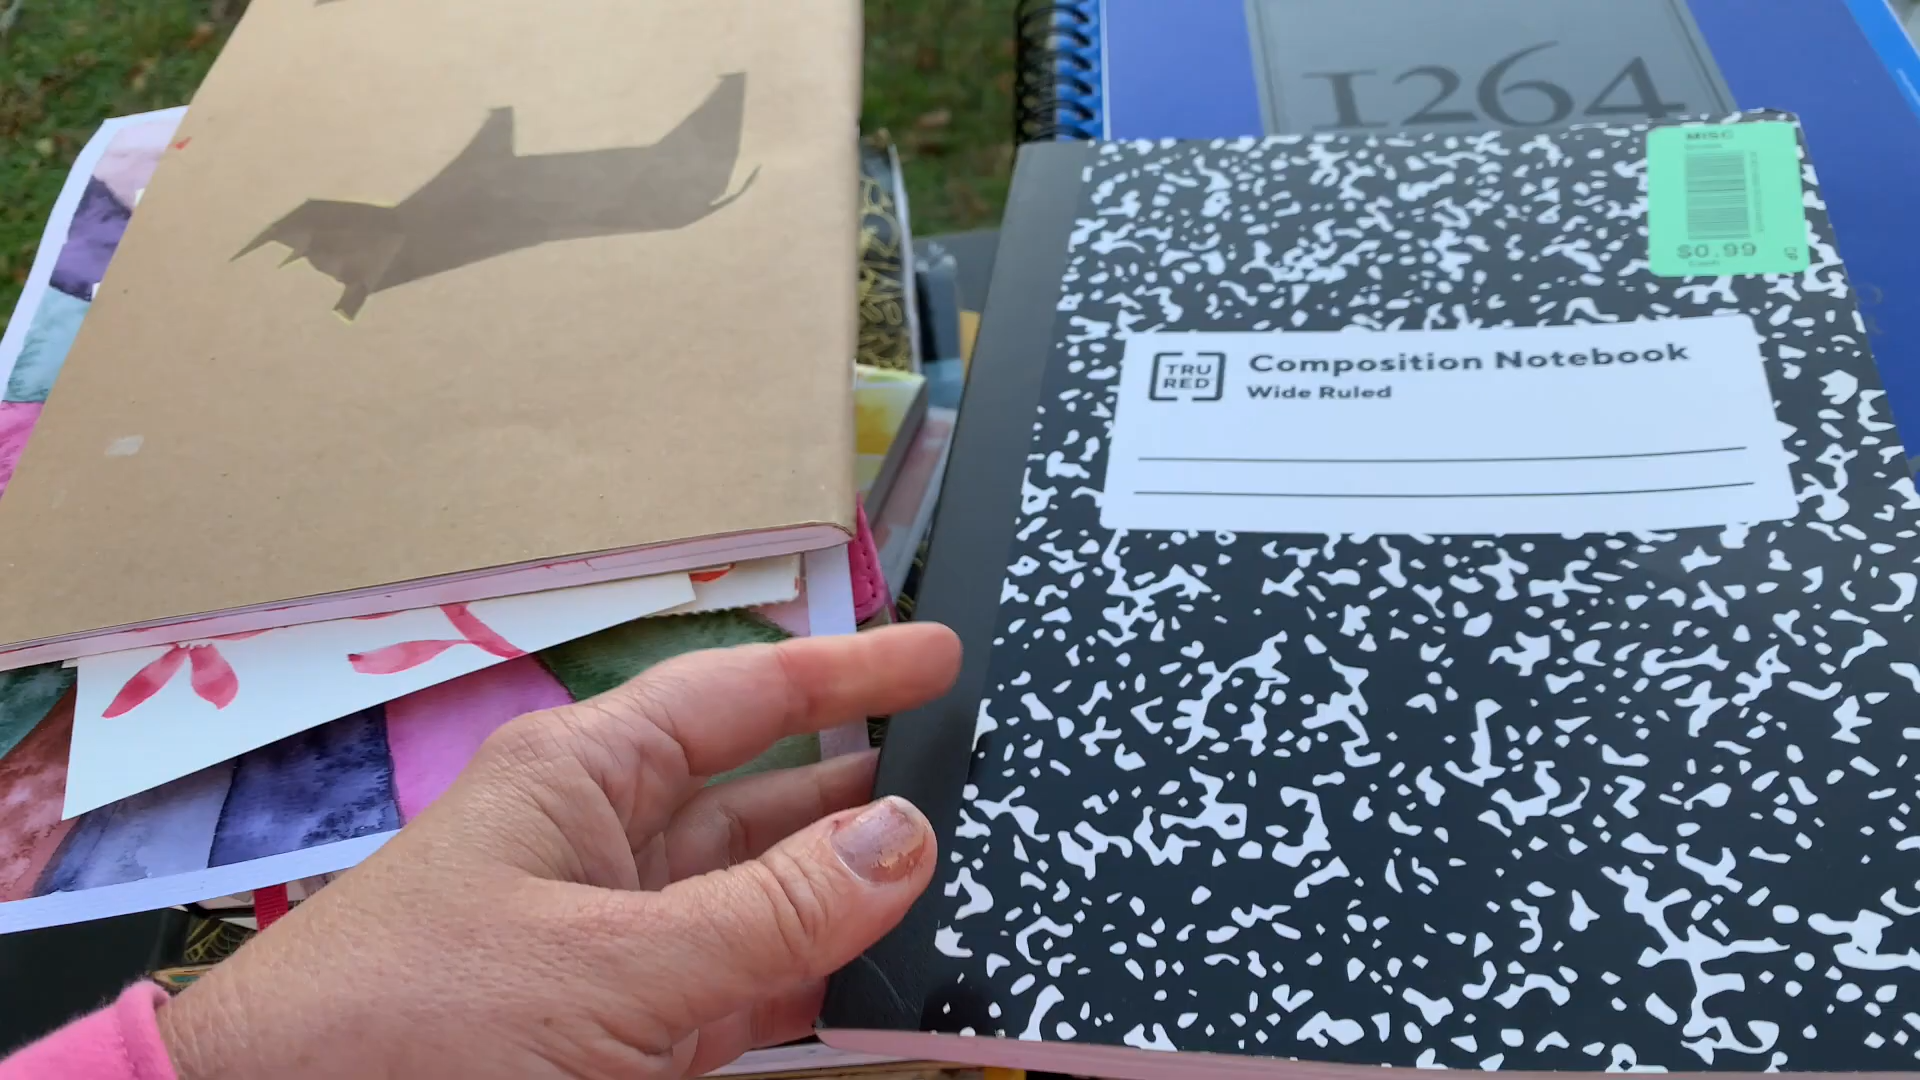 1264
MISC
$0.99
TRU
RED
Composition Notebook
Wide Ruled